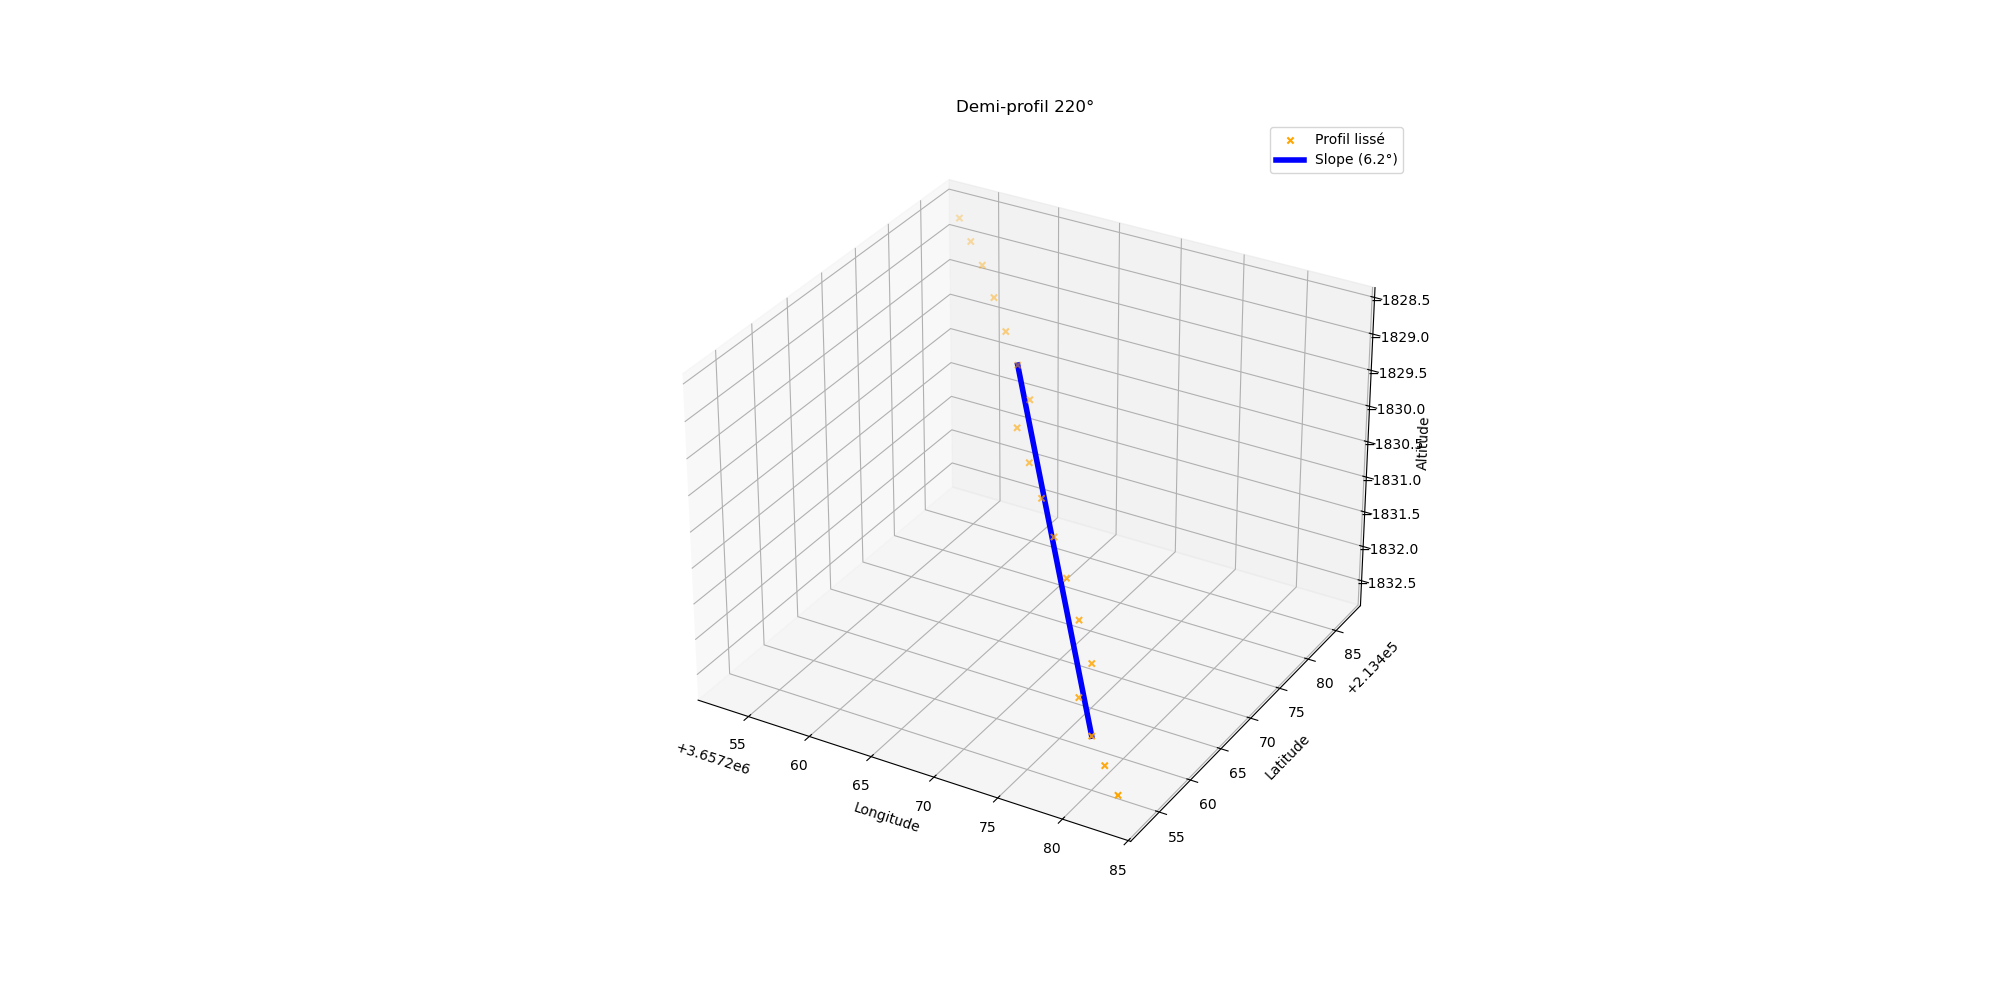 Demi-profil 220°
Profil lissé
Slope (6.2°)
−1828.5
−1829.0
−1829.5
−1830.0
−1830.5
−1831.0
−1831.5
−1832.0
−1832.5
Altitude
85
80
75
70
65
60
55
+2.134e5
Latitude
55
60
65
70
75
80
85
+3.6572e6
Longitude